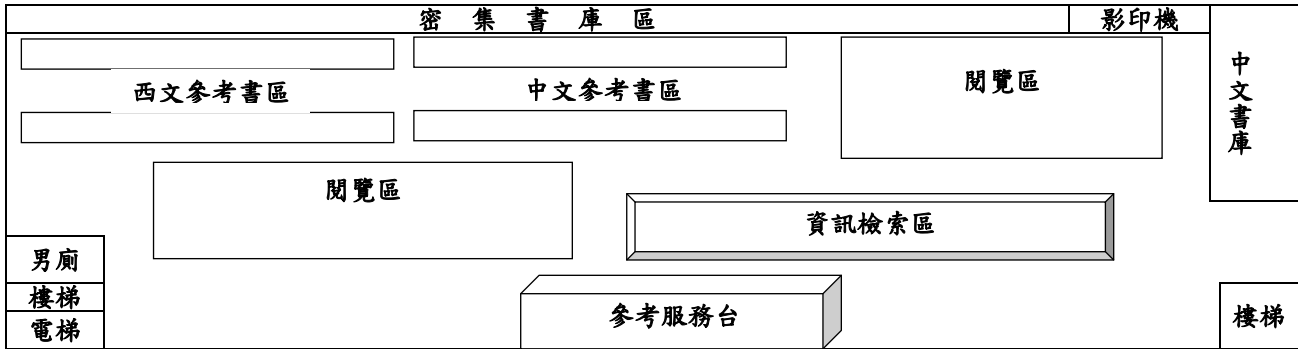 密集書庫區
影印機
西文參考書區
中文參考書區
閱覽區
中文書庫
閱覽區
資訊檢索區
男廁
樓梯
電梯
參考服務台
樓梯